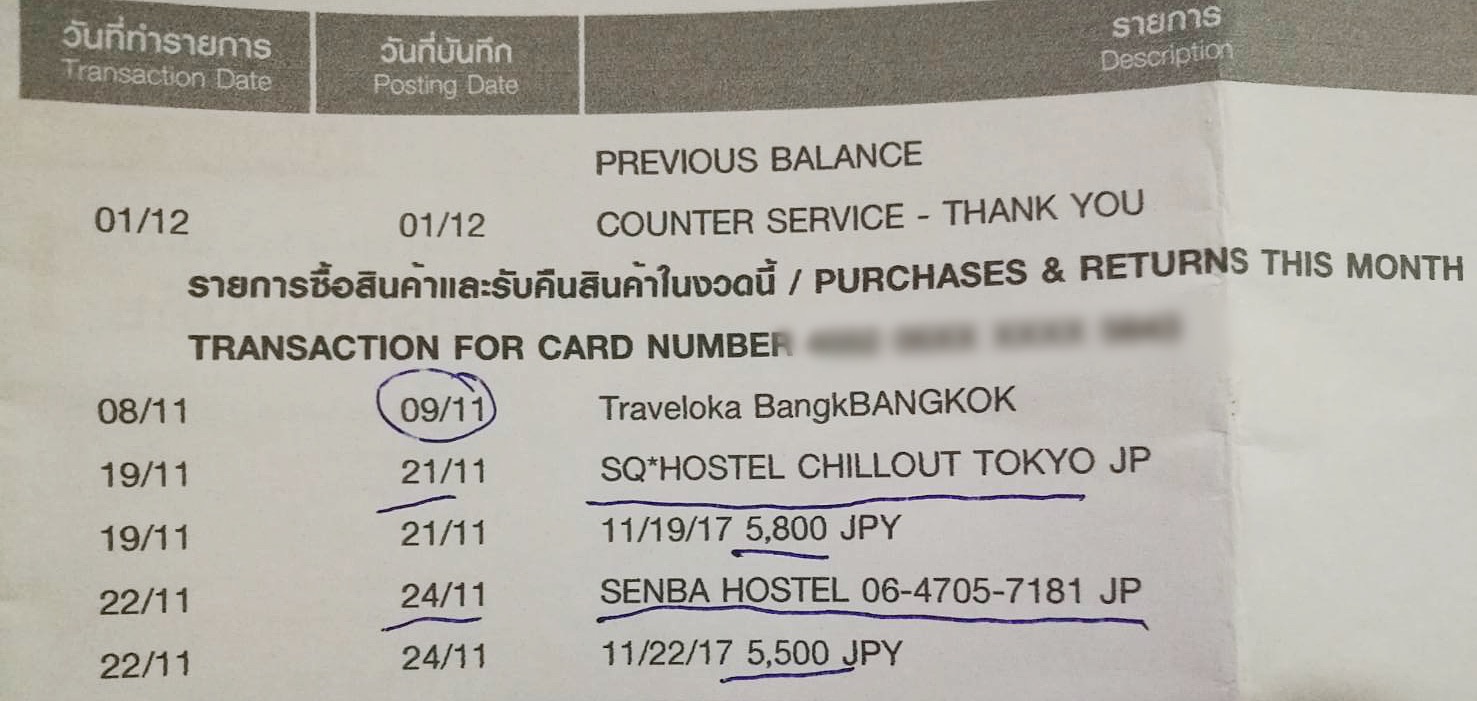 วันที่ทำรายการ วันที่บันทึก รายการ
Transaction Date Posting Date Description
PREVIOUS BALANCE
01/12 01/12 COUNTER SERVICE - THANK YOU
รายการซื้อสินค้าและรับคืนสินค้าในงวดนี้ / PURCHASES & RETURNS THIS MONTH
TRANSACTION FOR CARD NUMBER
08/11 09/11 Traveloka BangkBANGKOK
19/11 21/11 SQ*HOSTEL CHILLOUT TOKYO JP
19/11 21/11 11/19/17 5,800 JPY
22/11 24/11 SENBA HOSTEL 06-4705-7181 JP
22/11 24/11 11/22/17 5,500 JPY